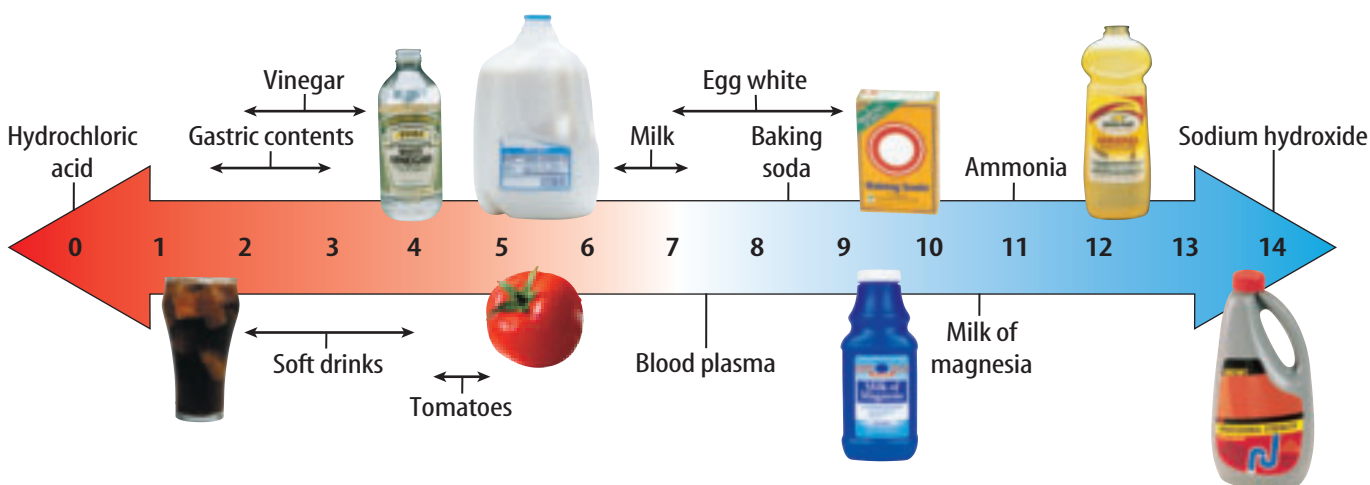 Vinegar
Egg white
Hydrochloric
acid
Gastric contents
Milk
Baking
soda
Ammonia
Sodium hydroxide
0 1 2 3 4 5 6 7 8 9 10 11 12 13 14
Soft drinks
Tomatoes
Blood plasma
Milk of
magnesia